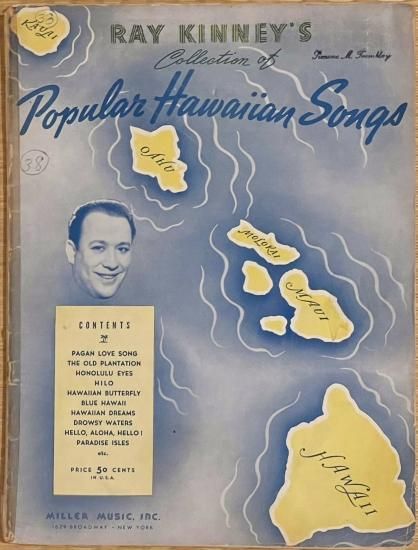 RAY KINNEY'S
Collection of
Popular Hawaiian Songs
33
KAUAI
38
OAHU
MOLOKAI
MAUI
HAWAII
CONTENTS
PAGAN LOVE SONG
THE OLD PLANTATION
HONOLULU EYES
HILO
HAWAIIAN BUTTERFLY
BLUE HAWAII
HAWAIIAN DREAMS
DROWSY WATERS
HELLO, ALOHA, HELLO!
PARADISE ISLES
etc.
PRICE 50 CENTS
IN U.S.A.
MILLER MUSIC, INC.
1629 BROADWAY - NEW YORK